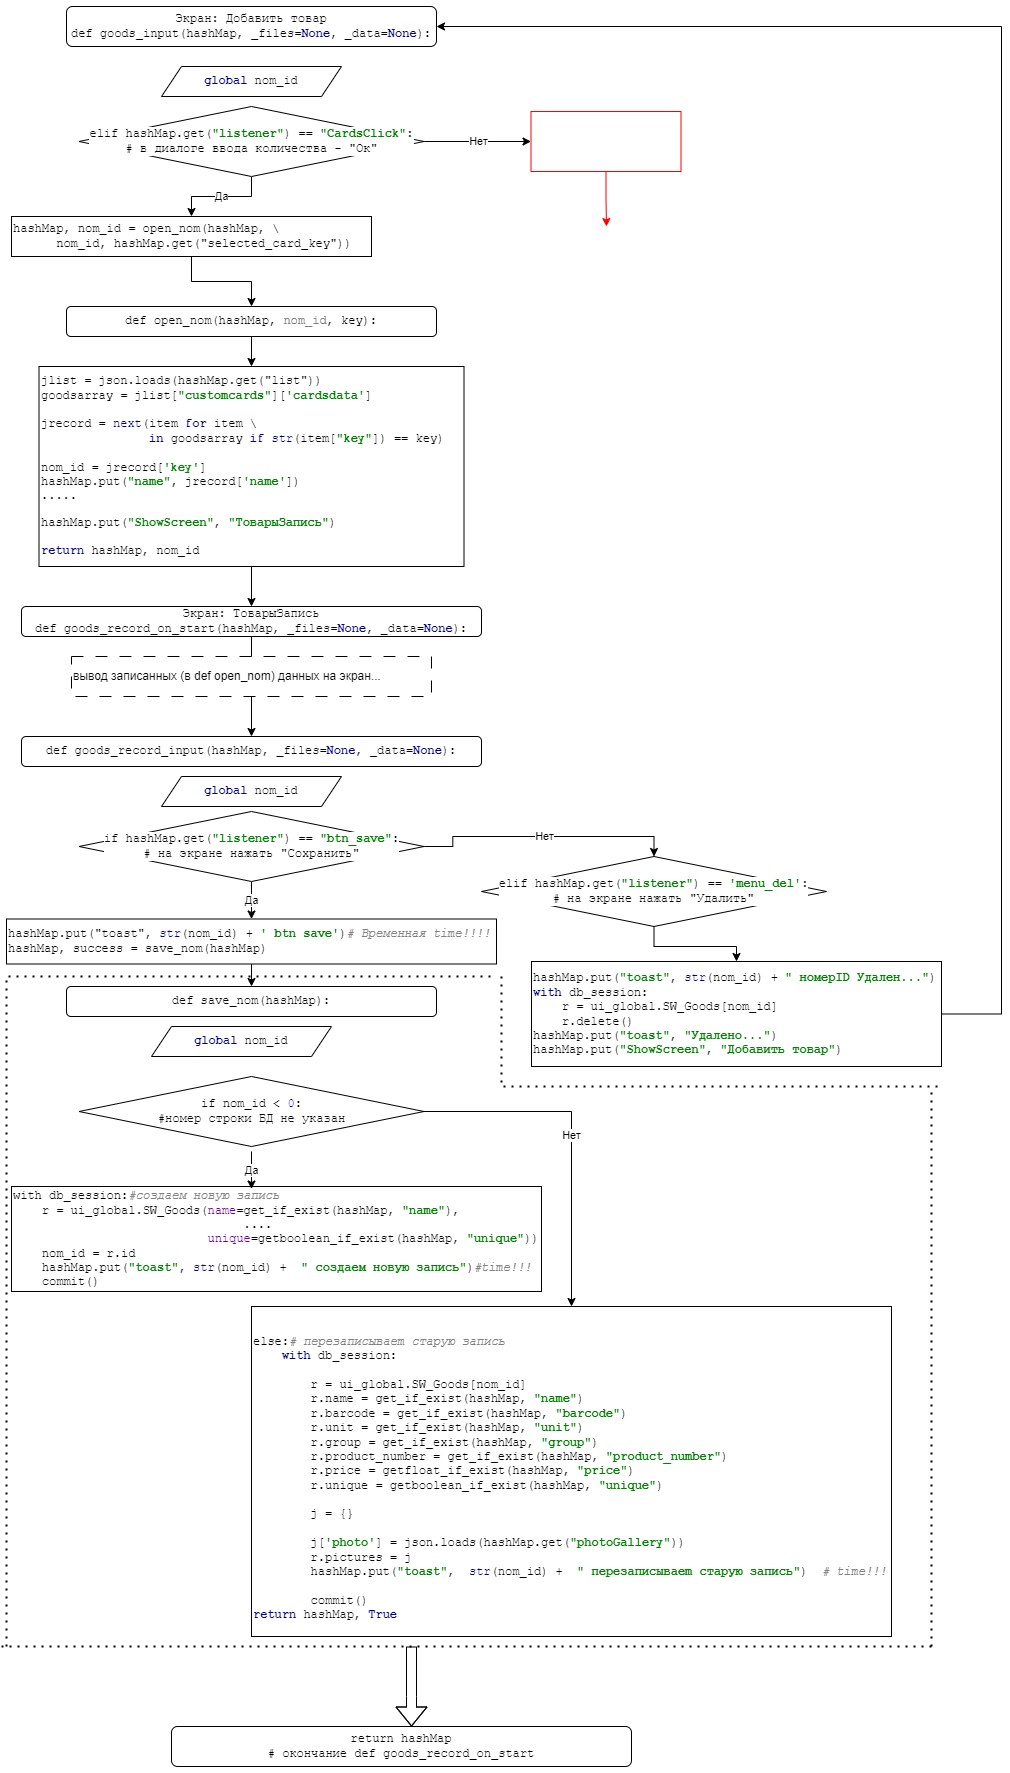 Экран: Добавить товар
def goods_input(hashMap, _files=None, _data=None):
global nom_id
elif hashMap.get("listener") == "CardsClick":
# в диалоге ввода количества - "Ок"
Нет
Да
hashMap, nom_id = open_nom(hashMap, \
nom_id, hashMap.get("selected_card_key"))
def open_nom(hashMap, nom_id, key):
jlist = json.loads(hashMap.get("list"))
goodsarray = jlist["customcards"]['cardsdata']
jrecord = next(item for item \
in goodsarray if str(item["key"]) == key)
nom_id = jrecord['key']
hashMap.put("name", jrecord['name'])
.....
hashMap.put("ShowScreen", "ТоварыЗапись")
return hashMap, nom_id
Экран: ТоварыЗапись
def goods_record_on_start(hashMap, _files=None, _data=None):
вывод записанных (в def open_nom) данных на экран...
def goods_record_input(hashMap, _files=None, _data=None):
global nom_id
if hashMap.get("listener") == "btn_save":
# на экране нажать "Сохранить"
Нет
elif hashMap.get("listener") == 'menu_del':
# на экране нажать "Удалить"
Да
hashMap.put("toast", str(nom_id) + ' btn save')# Временная time!!!!
hashMap, success = save_nom(hashMap)
hashMap.put("toast", str(nom_id) + " номерID Удален...")
with db_session:
r = ui_global.SW_Goods[nom_id]
r.delete()
hashMap.put("toast", "Удалено...")
hashMap.put("ShowScreen", "Добавить товар")
def save_nom(hashMap):
global nom_id
if nom_id < 0:
#номер строки БД не указан
Нет
Да
with db_session:#создаем новую запись
r = ui_global.SW_Goods(name=get_if_exist(hashMap, "name"),
....
unique=getboolean_if_exist(hashMap, "unique"))
nom_id = r.id
hashMap.put("toast", str(nom_id) +  " создаем новую запись")#time!!!
commit()
else:# перезаписываем старую запись
with db_session:
r = ui_global.SW_Goods[nom_id]
r.name = get_if_exist(hashMap, "name")
r.barcode = get_if_exist(hashMap, "barcode")
r.unit = get_if_exist(hashMap, "unit")
r.group = get_if_exist(hashMap, "group")
r.product_number = get_if_exist(hashMap, "product_number")
r.price = getfloat_if_exist(hashMap, "price")
r.unique = getboolean_if_exist(hashMap, "unique")
j = {}
j['photo'] = json.loads(hashMap.get("photoGallery"))
r.pictures = j
hashMap.put("toast",  str(nom_id) +  " перезаписываем старую запись")  # time!!!
commit()
return hashMap, True
return hashMap
# окончание def goods_record_on_start